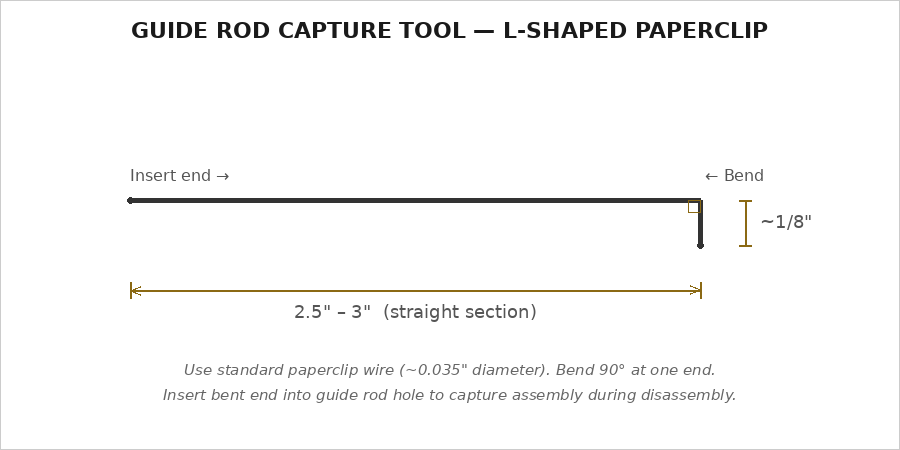 GUIDE ROD CAPTURE TOOL — L-SHAPED PAPERCLIP
Insert end →
← Bend
~1/8"
2.5" – 3"  (straight section)
Use standard paperclip wire (~0.035" diameter). Bend 90° at one end.
Insert bent end into guide rod hole to capture assembly during disassembly.